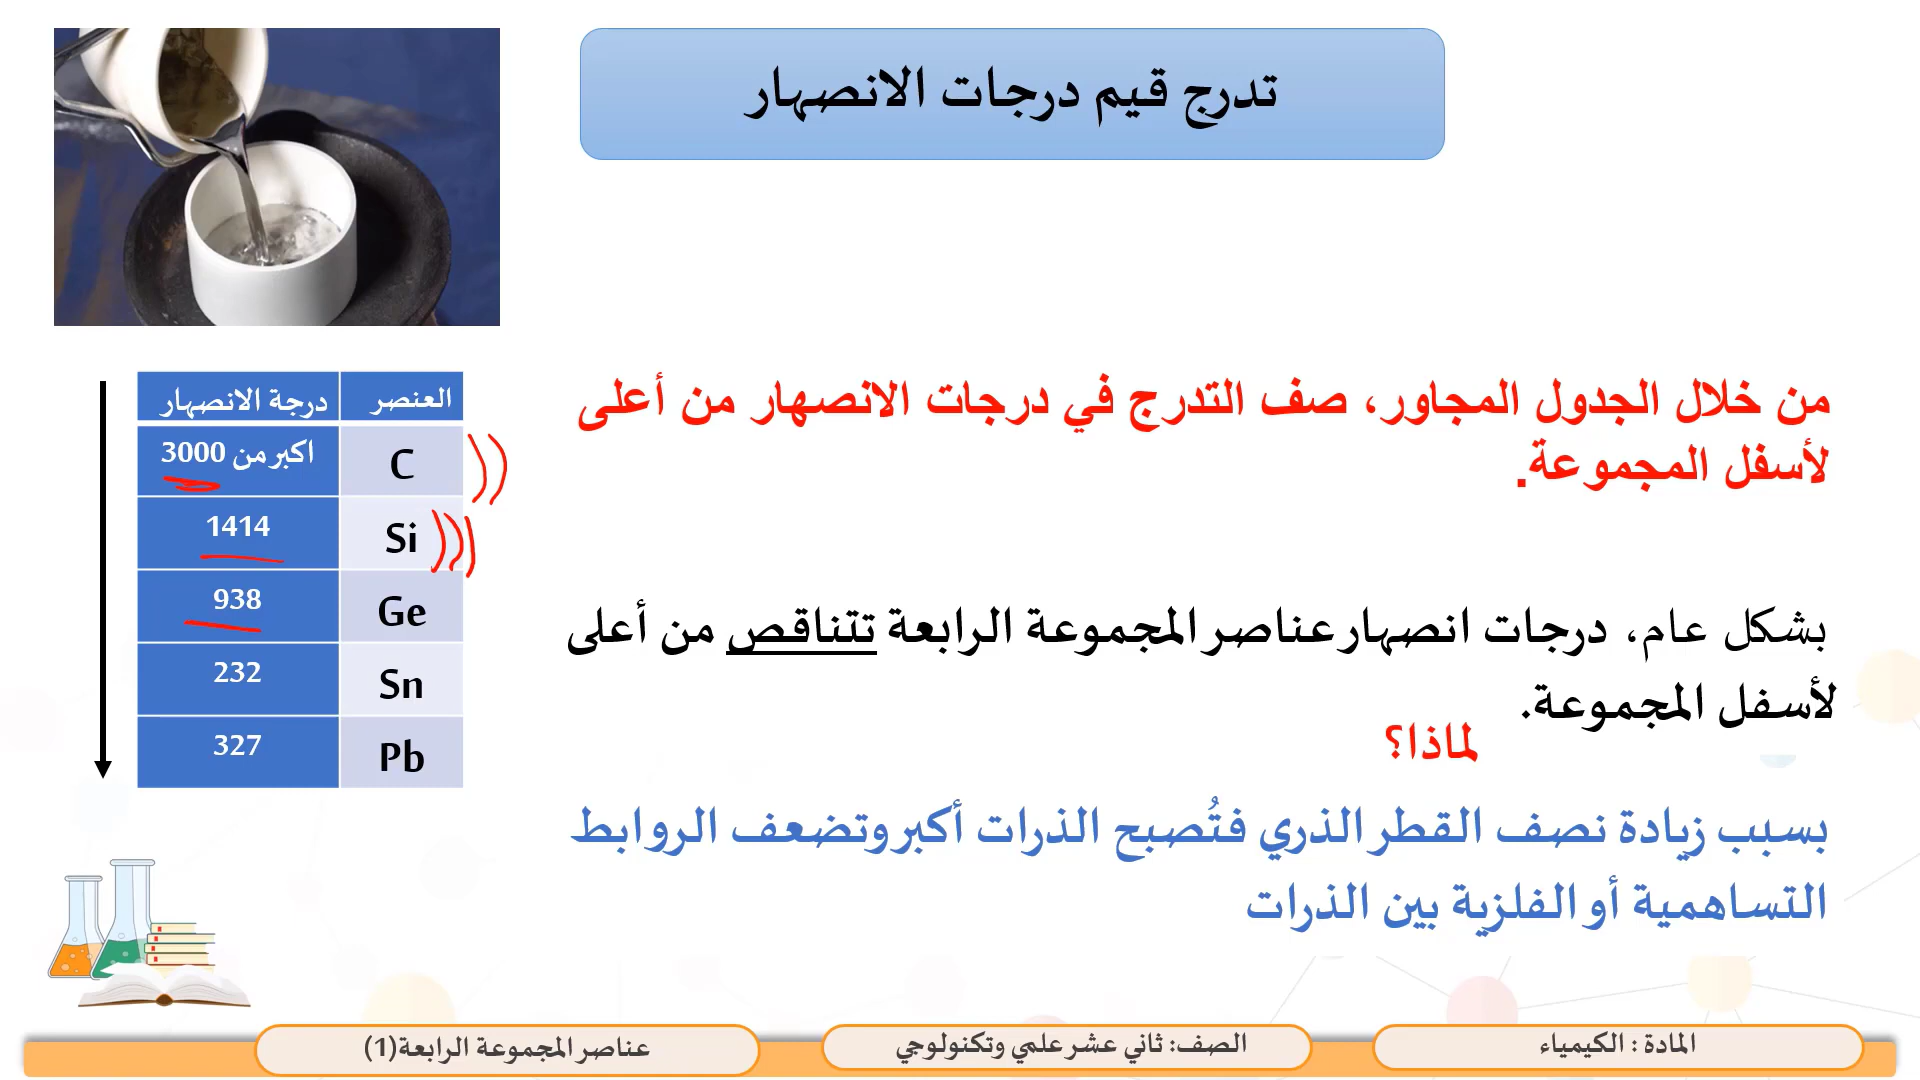 تدرج قيم درجات الانصهار
من خلال الجدول المجاور، صف التدرج في درجات الانصهار من أعلى
لأسفل المجموعة.
العنصر درجة الانصهار
C اكبر من 3000
Si 1414
Ge 938
Sn 232
Pb 327
بشكل عام، درجات انصهار عناصر المجموعة الرابعة تتناقص من أعلى
لأسفل المجموعة.
لماذا؟
بسبب زيادة نصف القطر الذري فتُصبح الذرات أكبر وتضعف الروابط
التساهمية أو الفلزية بين الذرات
المادة : الكيمياء
الصف: ثاني عشر علمي وتكنولوجي
عناصر المجموعة الرابعة(1)